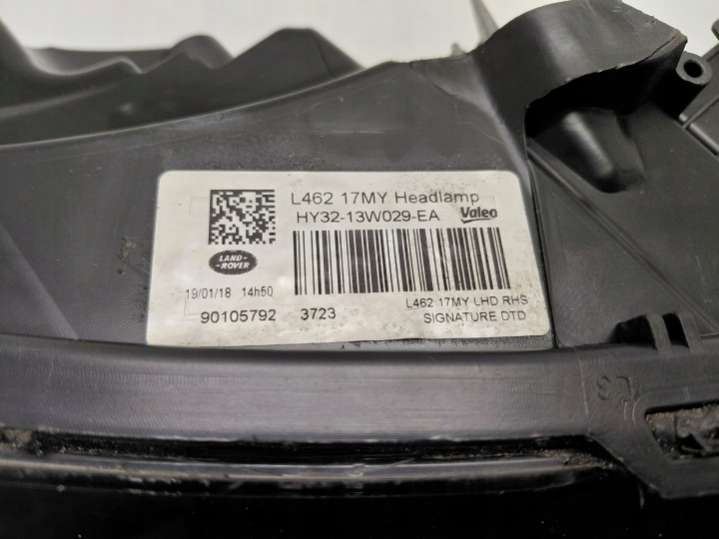 L462 17MY Headlamp
HY32-13W029-EA Valeo
LAND-
ROVER
19/01/18 14h50
L462 17MY LHD RHS
90105792 3723
SIGNATURE DTD